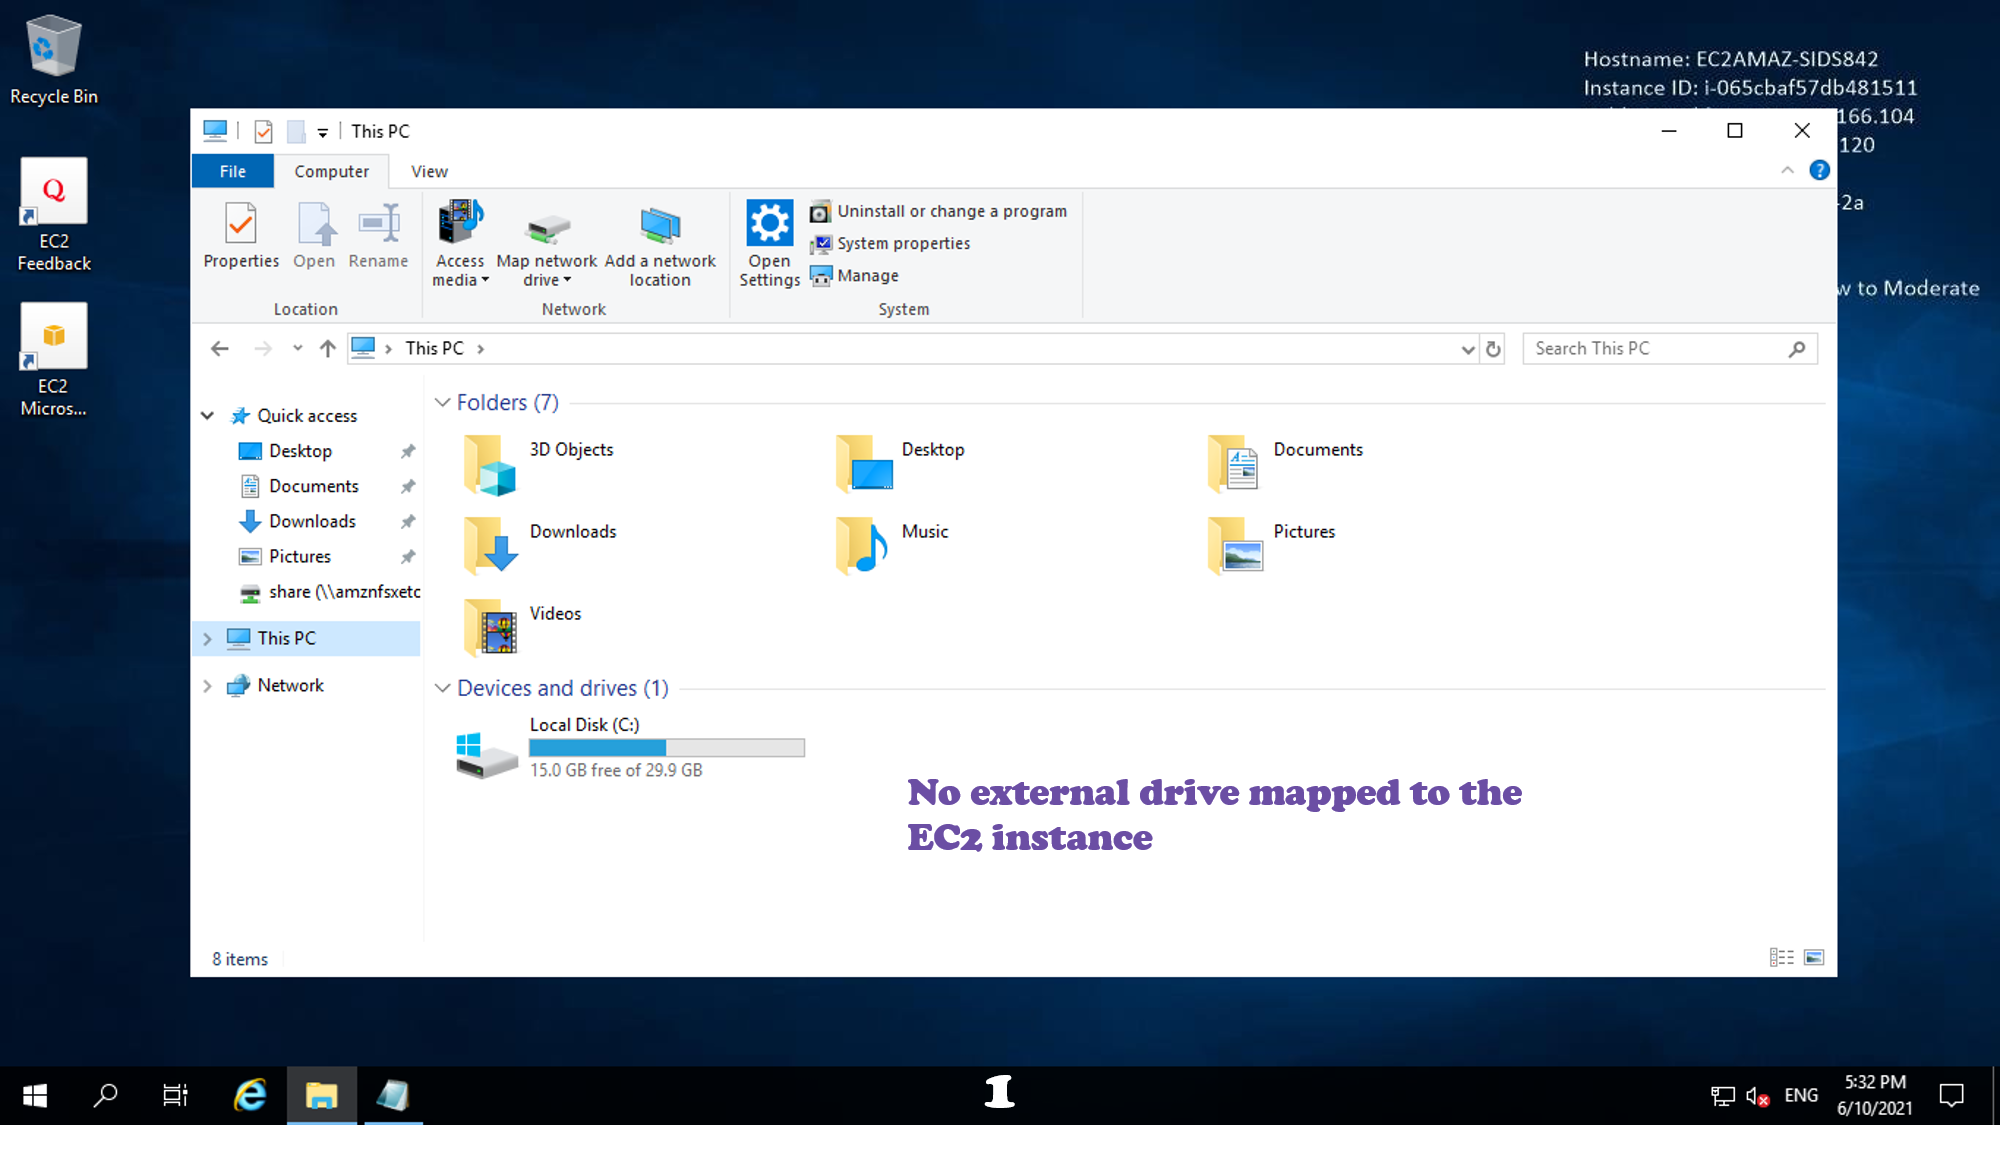 Recycle Bin
EC2
Feedback
EC2
Micros...
Hostname: EC2AMAZ-SIDS842
Instance ID: i-065cbaf57db481511
166.104
120
-2a
w to Moderate
This PC
File
Computer
View
Properties
Open
Rename
Location
Access
media
Map network
drive
Add a network
location
Network
Open
Settings
Uninstall or change a program
System properties
Manage
System
This PC
Search This PC
Quick access
Desktop
Documents
Downloads
Pictures
share (\\amznfsxetc
This PC
Network
Folders (7)
3D Objects
Desktop
Documents
Downloads
Music
Pictures
Videos
Devices and drives (1)
Local Disk (C:)
15.0 GB free of 29.9 GB
No external drive mapped to the
EC2 instance
8 items
1
ENG
5:32 PM
6/10/2021